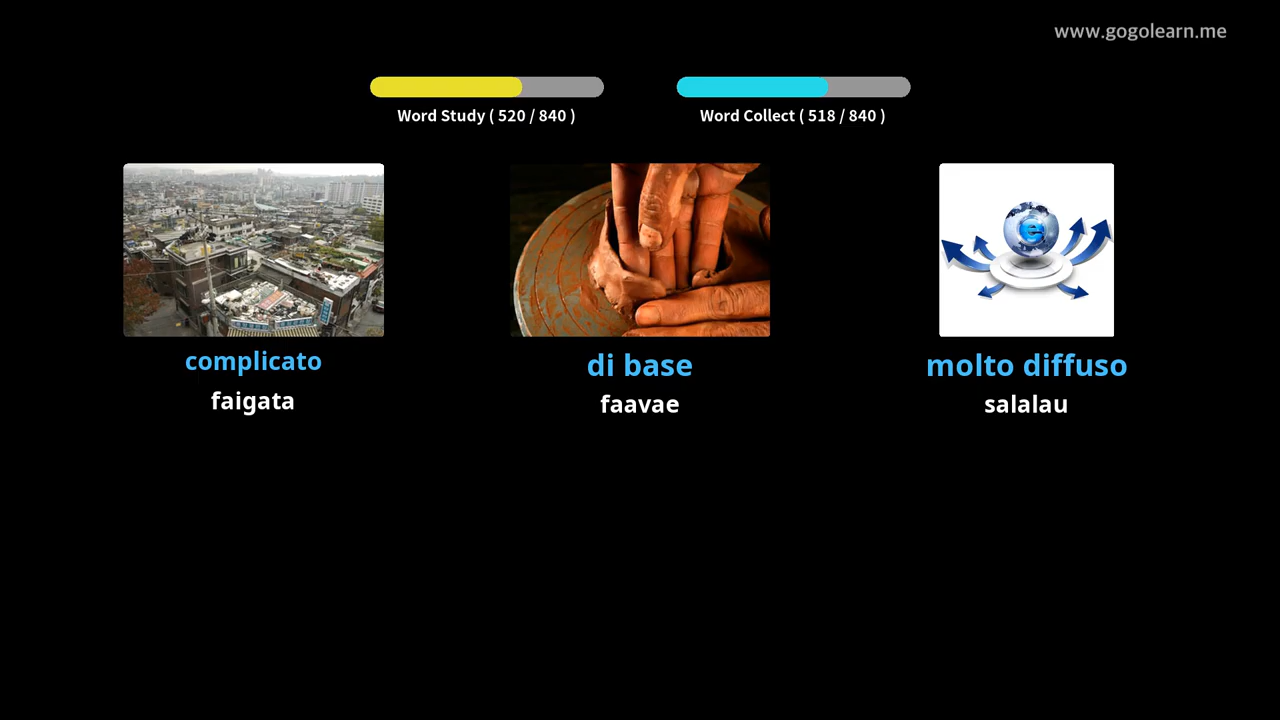 www.gogolearn.me
Word Study ( 520 / 840 )
Word Collect ( 518 / 840 )
complicato
faigata
di base
faavae
molto diffuso
salalau